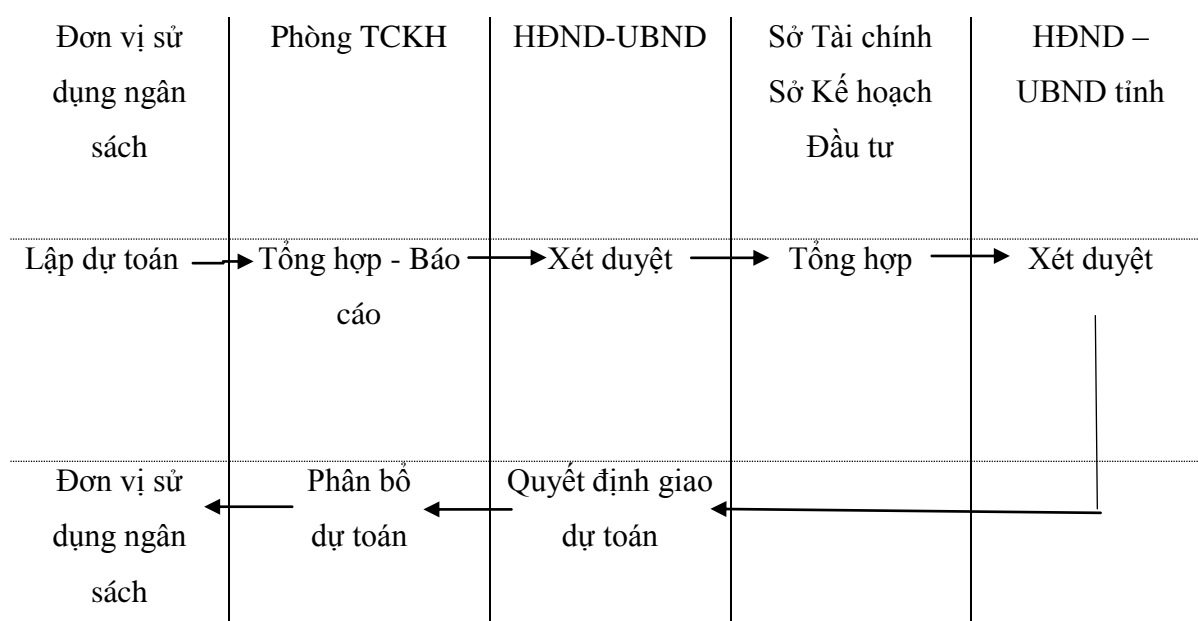 Đơn vị sử
dụng ngân
sách
Phòng TCKH
HĐND-UBND
Sở Tài chính
Sở Kế hoạch
Đầu tư
HĐND –
UBND tỉnh
Lập dự toán
Tổng hợp - Báo
cáo
Xét duyệt
Tổng hợp
Xét duyệt
Đơn vị sử
dụng ngân
sách
Phân bổ
dự toán
Quyết định giao
dự toán